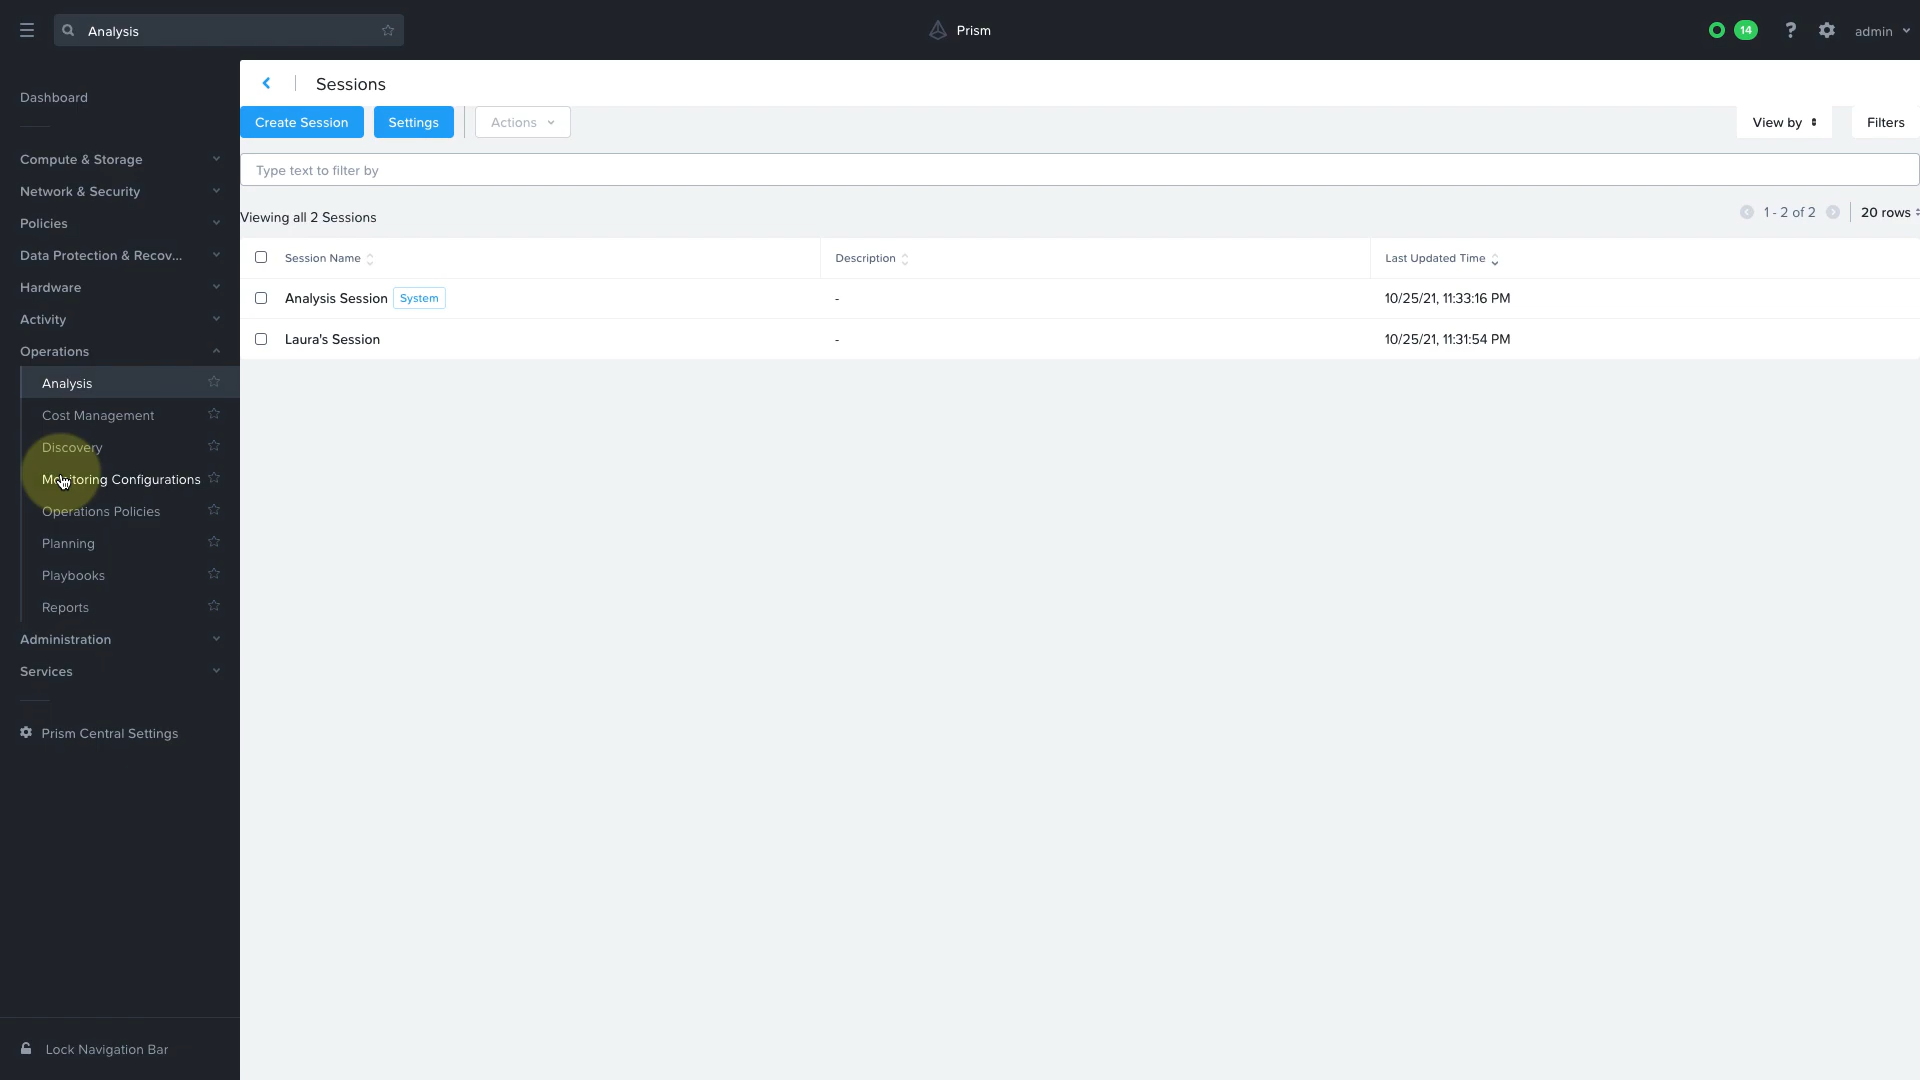 Analysis
Prism
14
?
admin
Dashboard
Compute & Storage
Network & Security
Policies
Data Protection & Recov...
Hardware
Activity
Operations
Analysis
Cost Management
Discovery
Monitoring Configurations
Operations Policies
Planning
Playbooks
Reports
Administration
Services
Prism Central Settings
Lock Navigation Bar
Sessions
Create Session
Settings
Actions
View by
Filters
Type text to filter by
Viewing all 2 Sessions
1 - 2 of 2
20 rows
Session Name Description Last Updated Time
Analysis Session System - 10/25/21, 11:33:16 PM
Laura's Session - 10/25/21, 11:31:54 PM